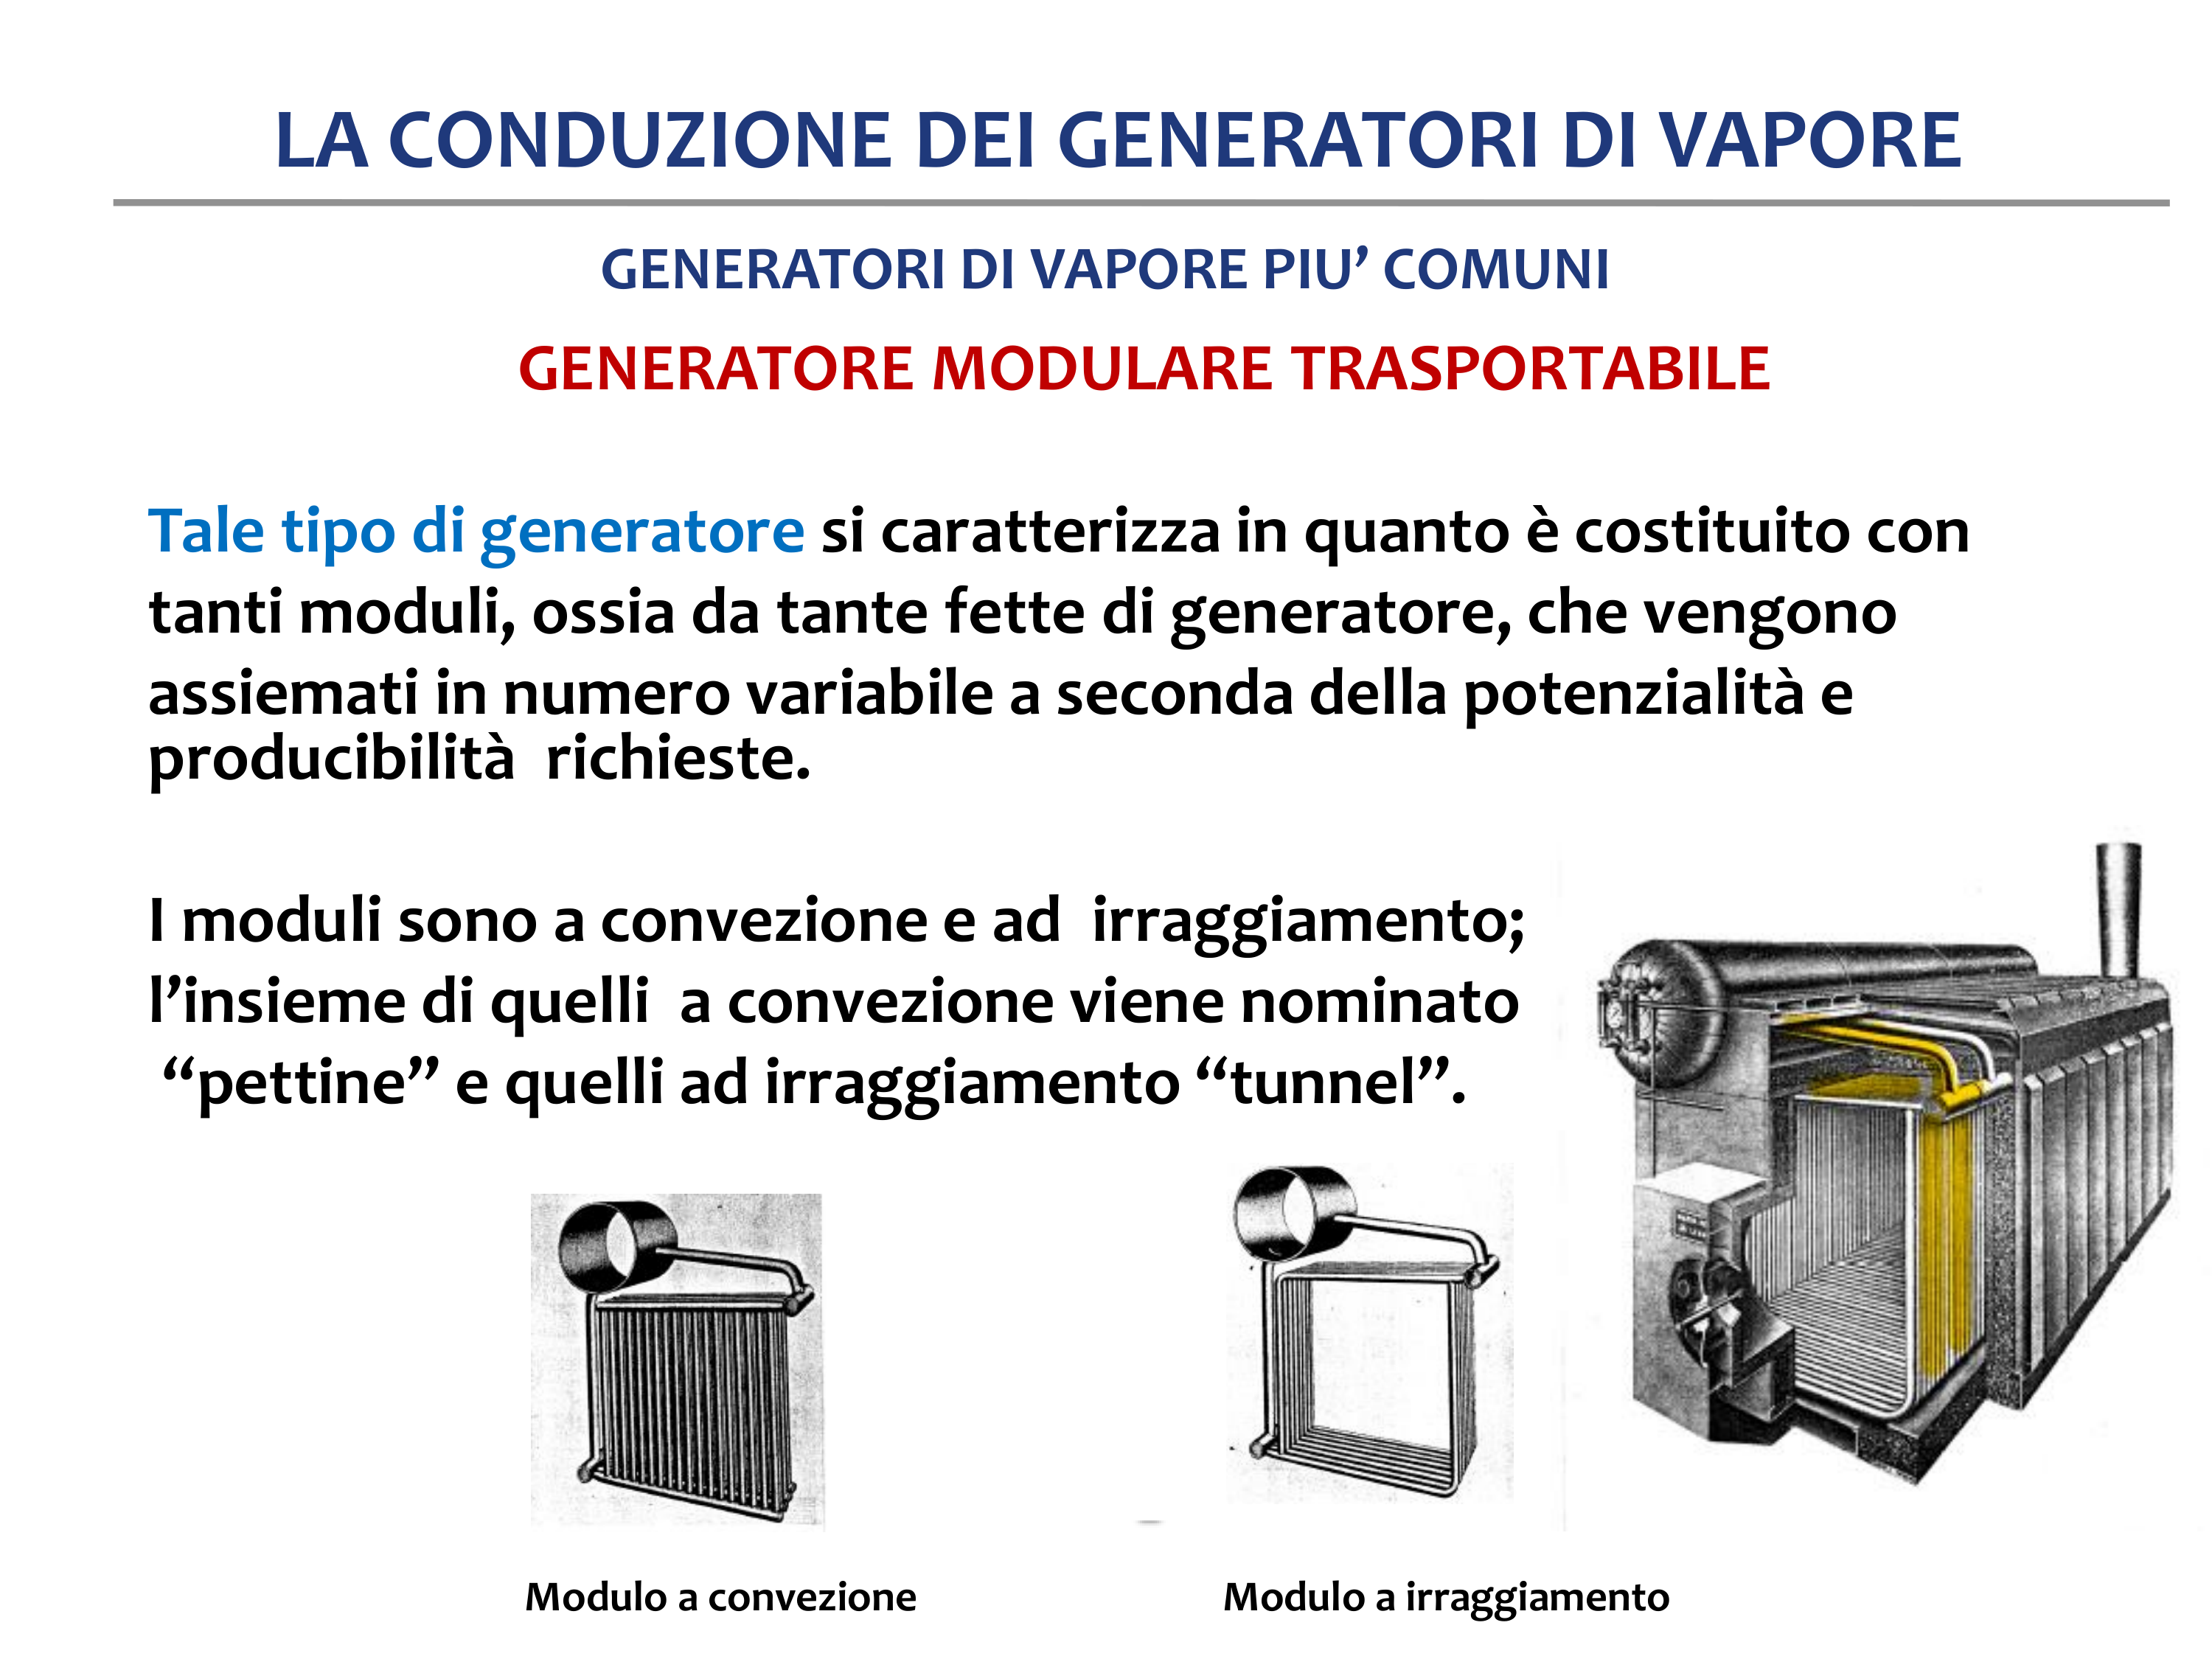 LA CONDUZIONE DEI GENERATORI DI VAPORE
GENERATORI DI VAPORE PIU’ COMUNI
GENERATORE MODULARE TRASPORTABILE
Tale tipo di generatore si caratterizza in quanto è costituito con
tanti moduli, ossia da tante fette di generatore, che vengono
assiemati in numero variabile a seconda della potenzialità e
producibilità richieste.
I moduli sono a convezione e ad irraggiamento;
l’insieme di quelli a convezione viene nominato
“pettine” e quelli ad irraggiamento “tunnel”.
Modulo a convezione
Modulo a irraggiamento